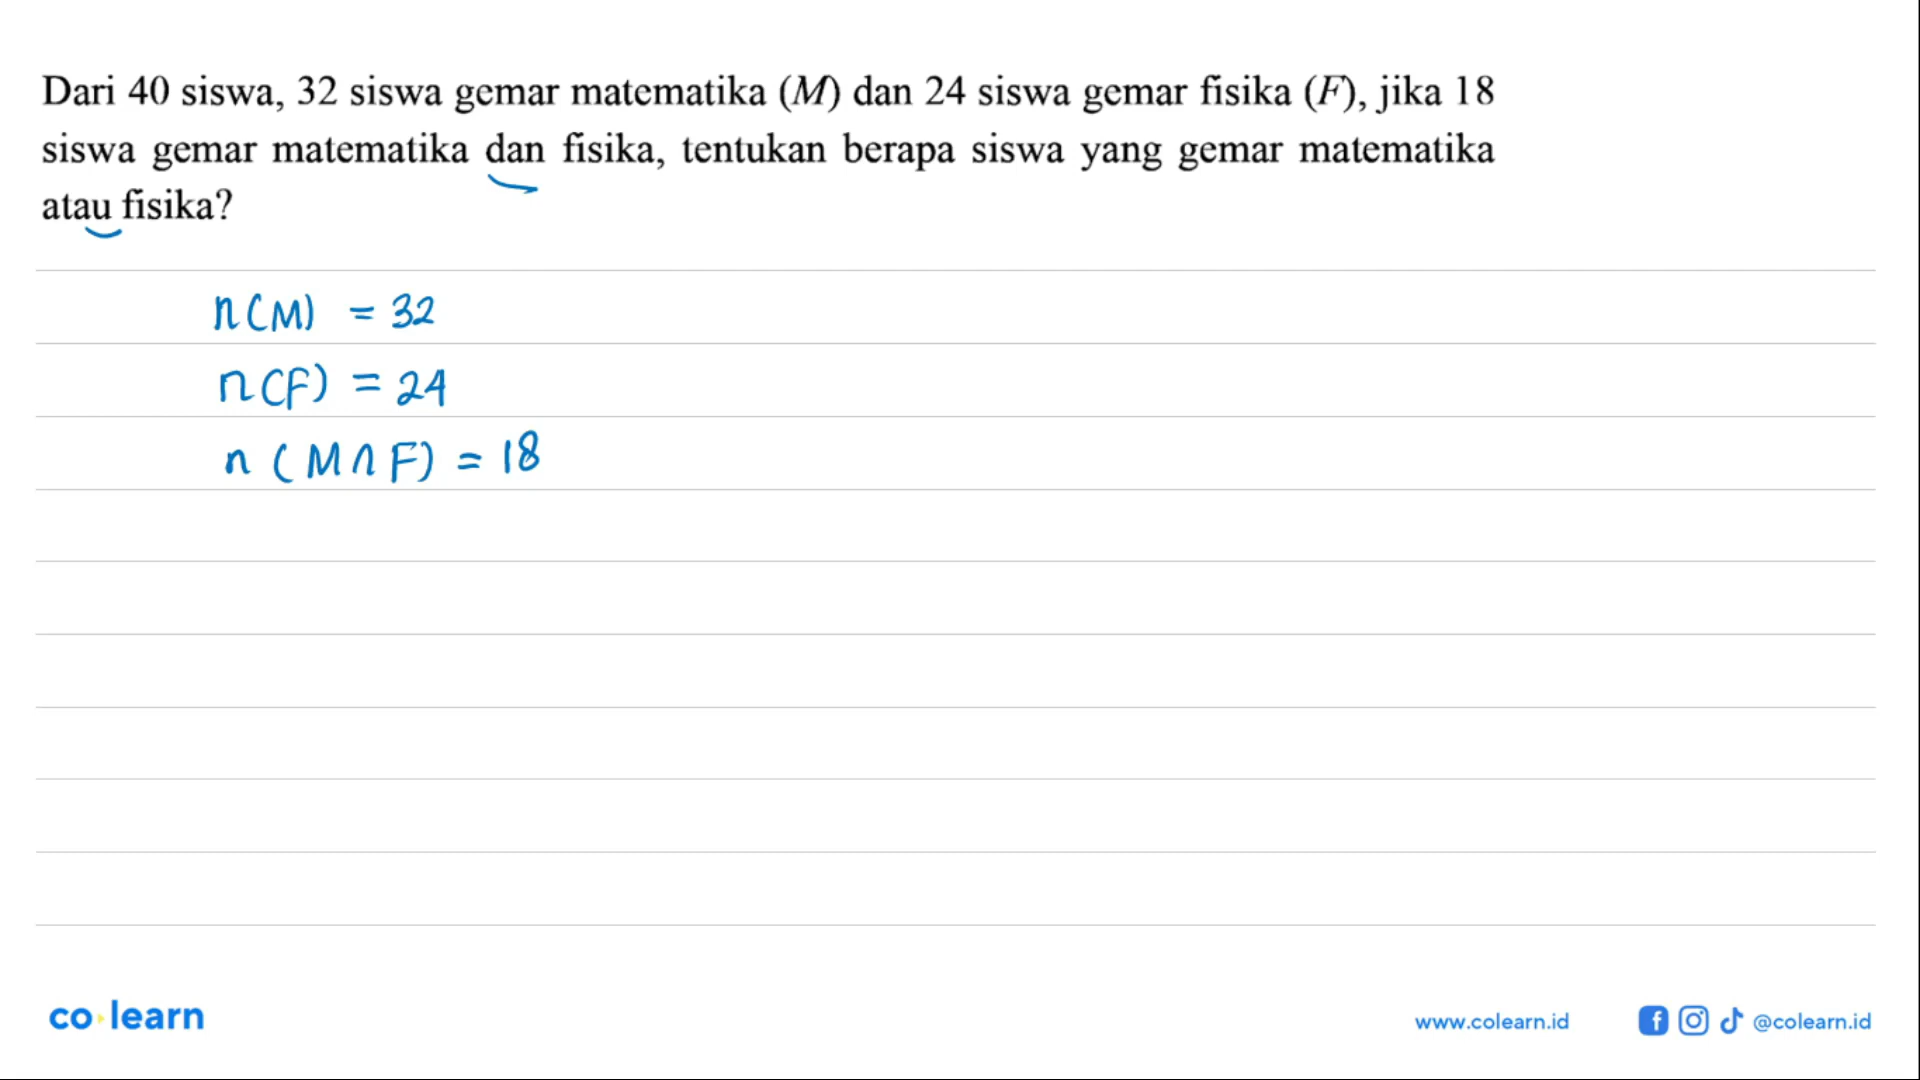 Dari 40 siswa, 32 siswa gemar matematika (M) dan 24 siswa gemar fisika (F), jika 18
siswa gemar matematika dan fisika, tentukan berapa siswa yang gemar matematika
atau fisika?
n(M) = 32
n(F) = 24
n(M∩F) = 18
co learn
www.colearn.id
@colearn.id